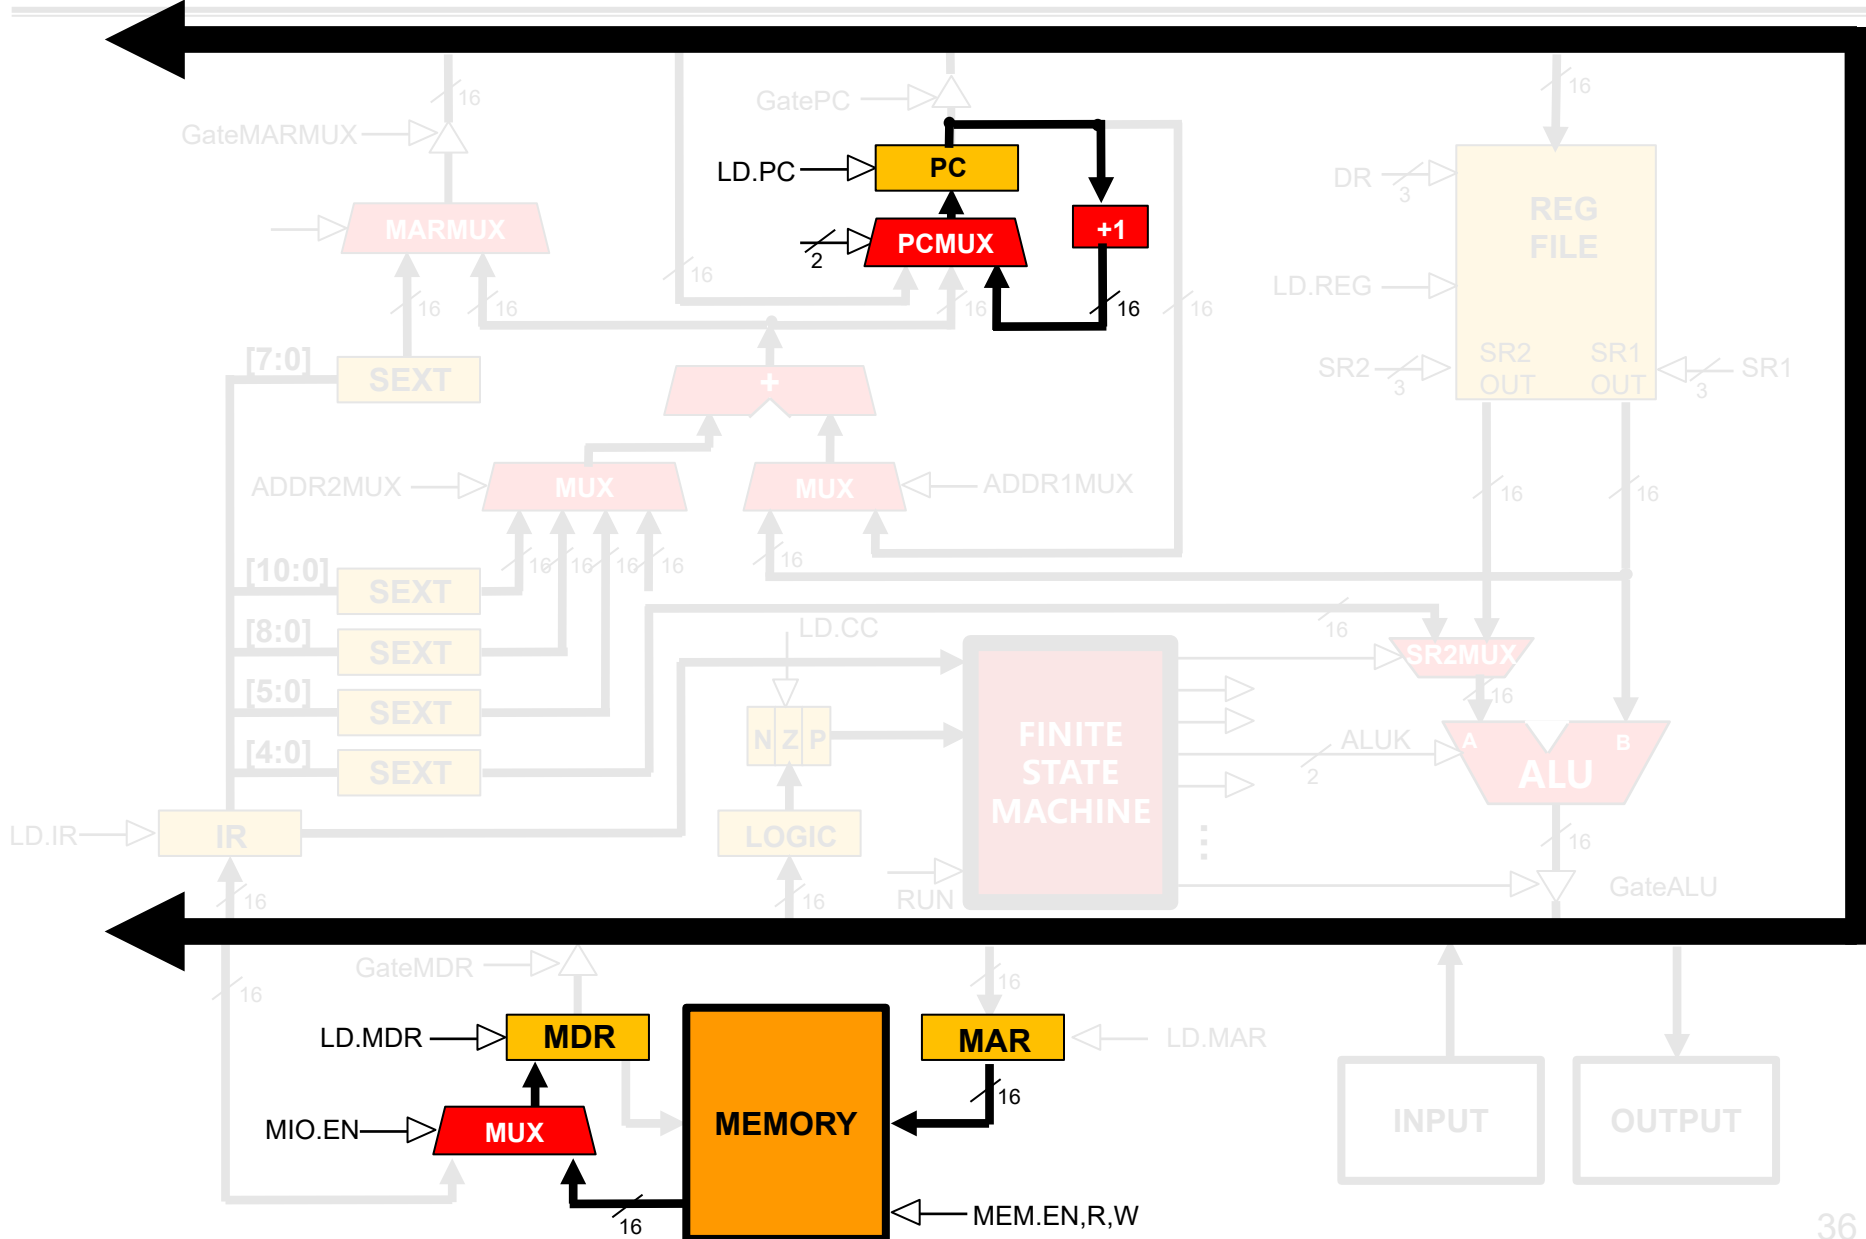 16
GatePC
16
GateMARMUX
LD.PC
PC
DR
3
REG
FILE
MARMUX
2
PCMUX
+1
16
LD.REG
16
16
16
16
16
[7:0]
SEXT
+
SR2
3
SR2
OUT
SR1
OUT
3
SR1
ADDR2MUX
MUX
MUX
ADDR1MUX
16
16
16
16
16
16
16
[10:0]
SEXT
[8:0]
SEXT
LD.CC
16
SR2MUX
[5:0]
SEXT
16
N Z P
FINITE
STATE
MACHINE
ALUK
2
A
B
ALU
[4:0]
SEXT
LD.IR
IR
LOGIC
⋮
16
16
16
RUN
GateALU
GateMDR
16
16
LD.MDR
MDR
MAR
LD.MAR
16
MEMORY
MIO.EN
MUX
INPUT
OUTPUT
16
MEM.EN,R,W
36